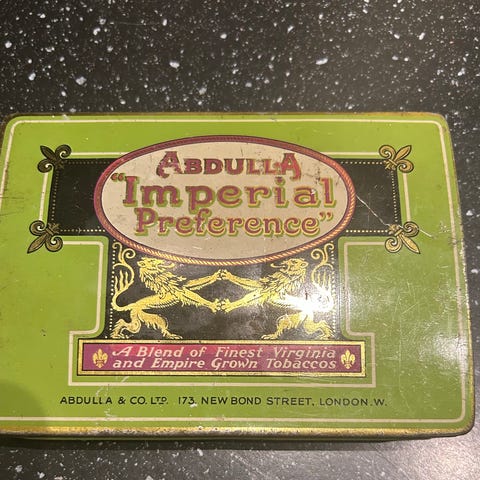 ABDULLA
"Imperial
Preference"
A Blend of Finest Virginia
and Empire Grown Tobaccos
ABDULLA & CO. LTD. 173, NEW BOND STREET, LONDON. W.